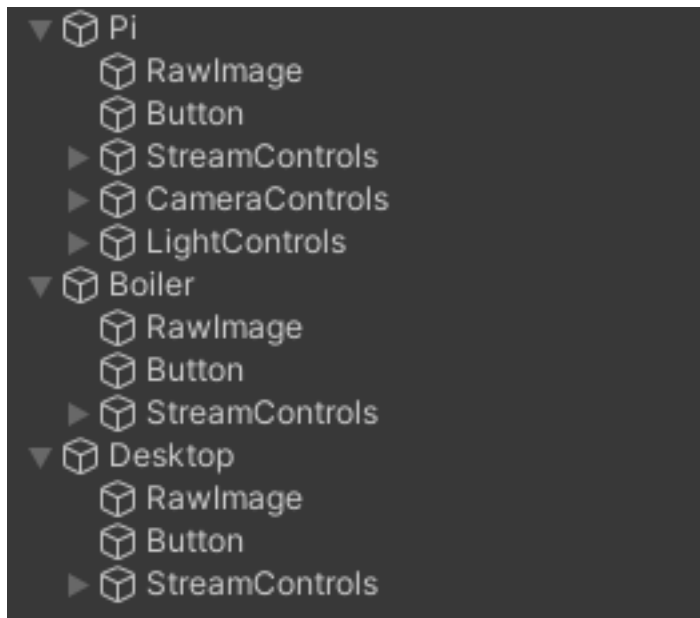 Pi
RawImage
Button
StreamControls
CameraControls
LightControls
Boiler
RawImage
Button
StreamControls
Desktop
RawImage
Button
StreamControls